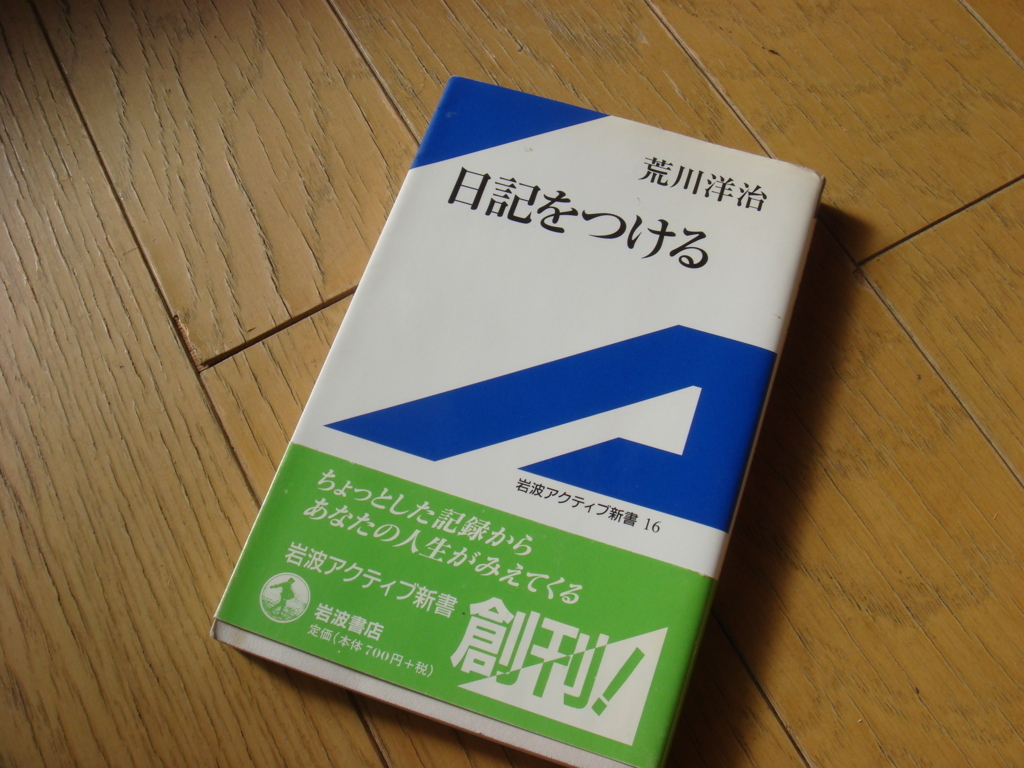 荒川洋治
日記をつける
岩波アクティブ新書 16
ちょっとした記録から
あなたの人生がみえてくる
岩波アクティブ新書
創刊!
岩波書店
定価(本体 700円+税)